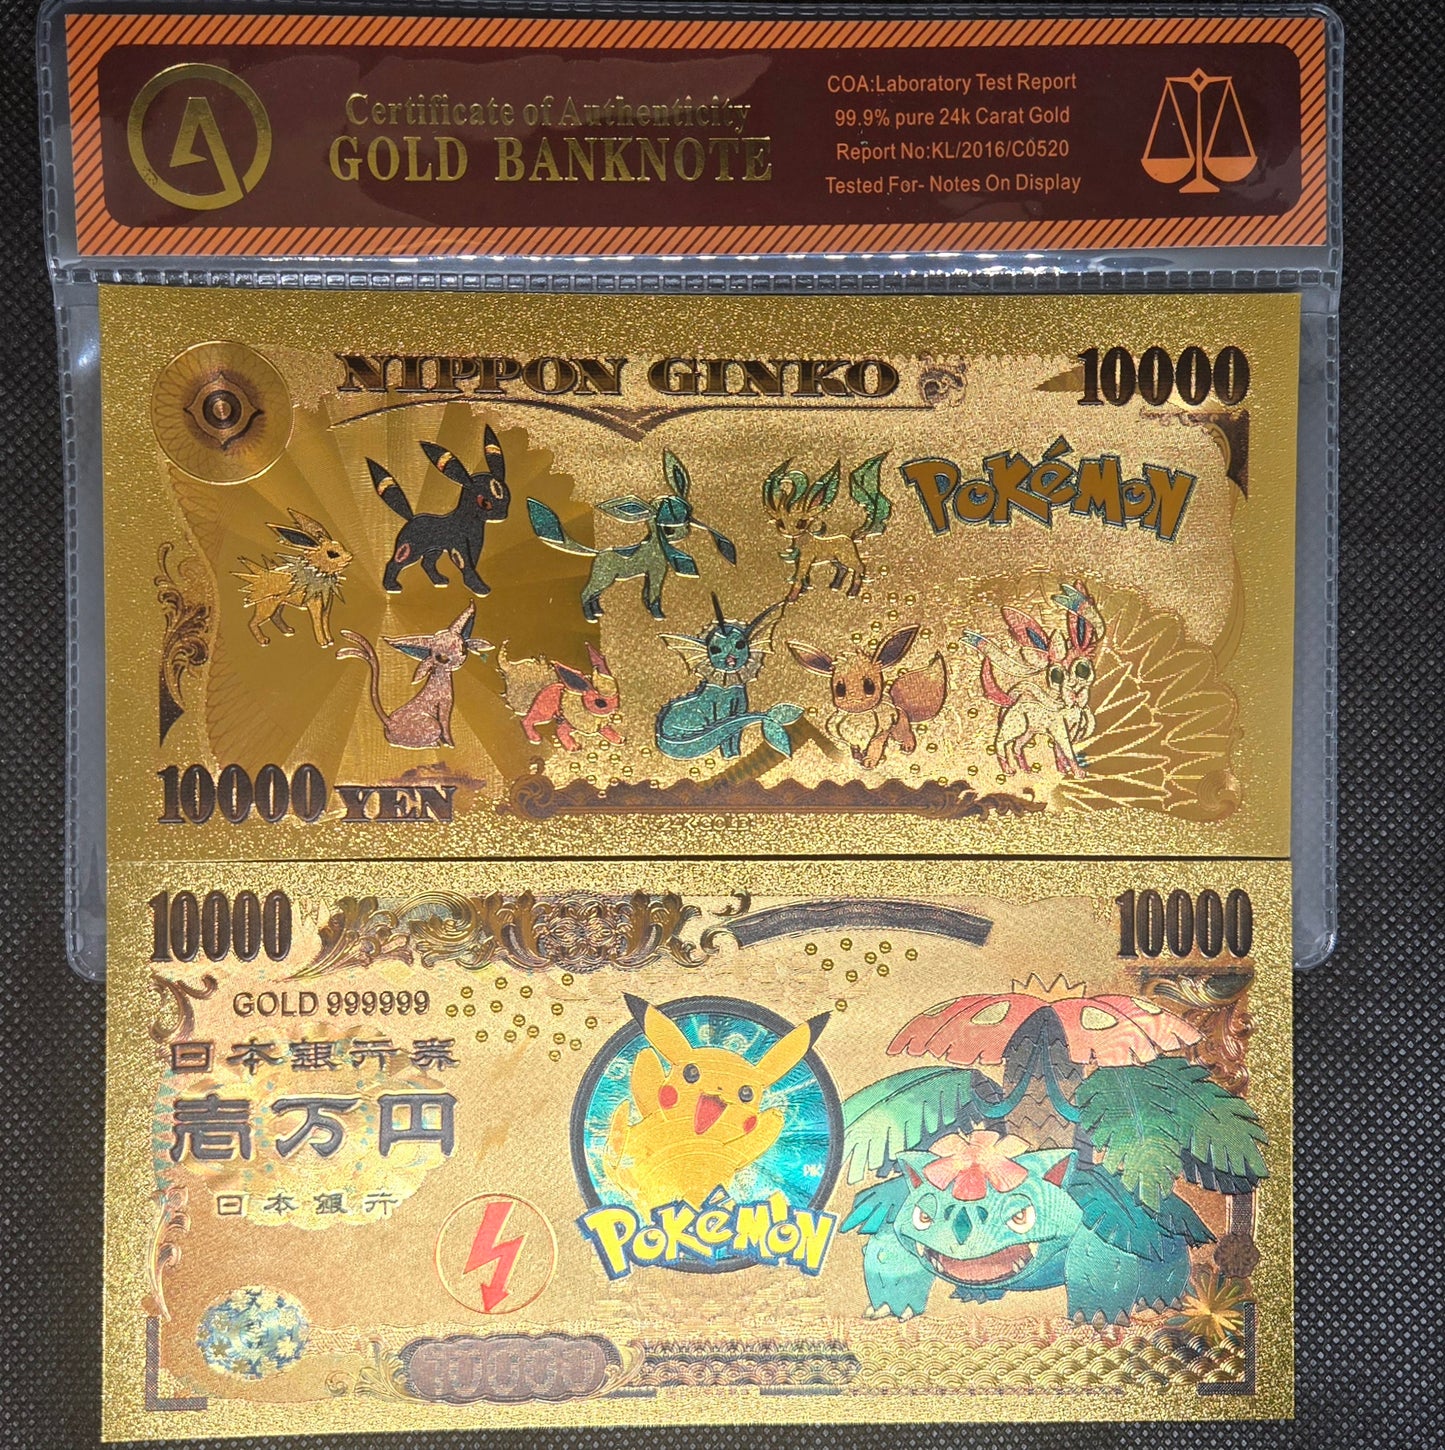 Certificate of Authenticity
GOLD BANKNOTE
COA:Laboratory Test Report
99.9% pure 24k Carat Gold
Report No:KL/2016/C0520
Tested For- Notes On Display
NIPPON GINKO
10000
POKéMON
10000 YEN
10000
10000
GOLD 999999
日本銀行券
壱万円
日本銀行
POKéMON
10000